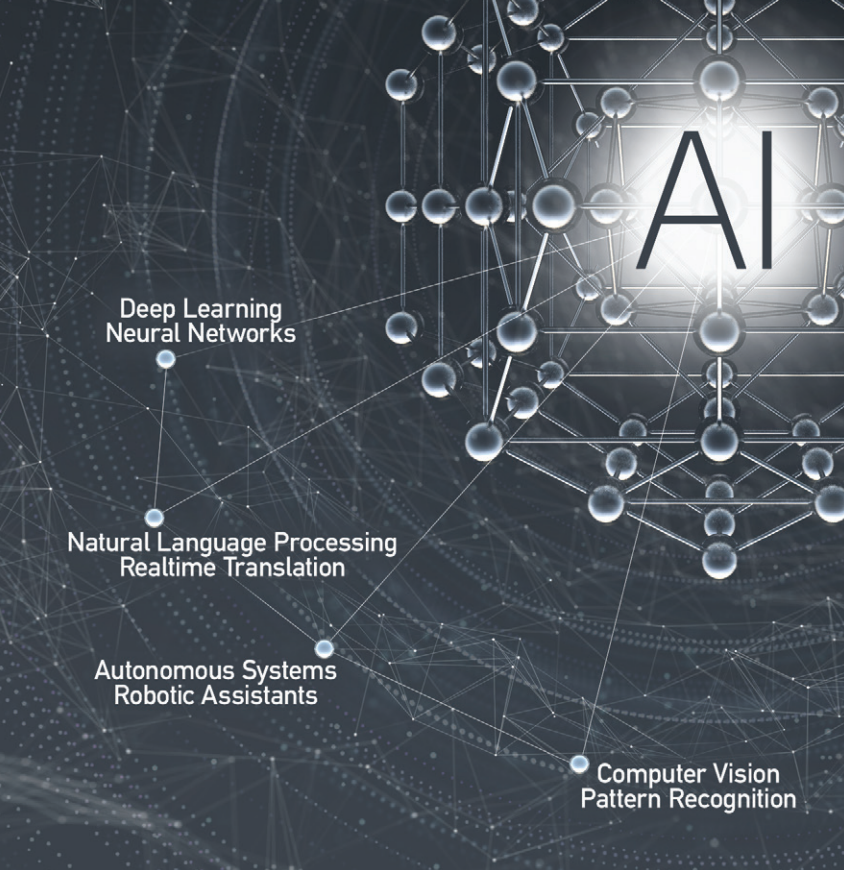 AI
Deep Learning
Neural Networks
Natural Language Processing
Realtime Translation
Autonomous Systems
Robotic Assistants
Computer Vision
Pattern Recognition